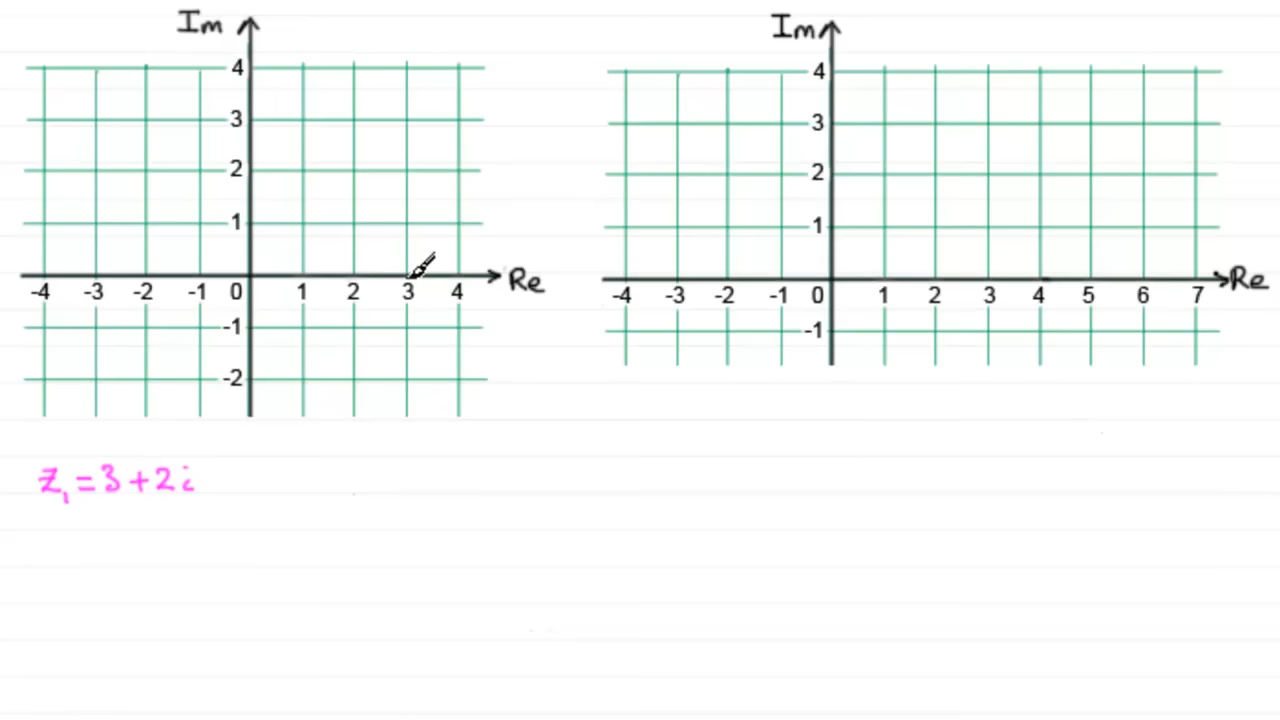 Im
4
3
2
1
-4 -3 -2 -1 0 1 2 3 4 Re
-1
-2
Im
4
3
2
1
-4 -3 -2 -1 0 1 2 3 4 5 6 7 Re
-1
z₁ = 3 + 2i